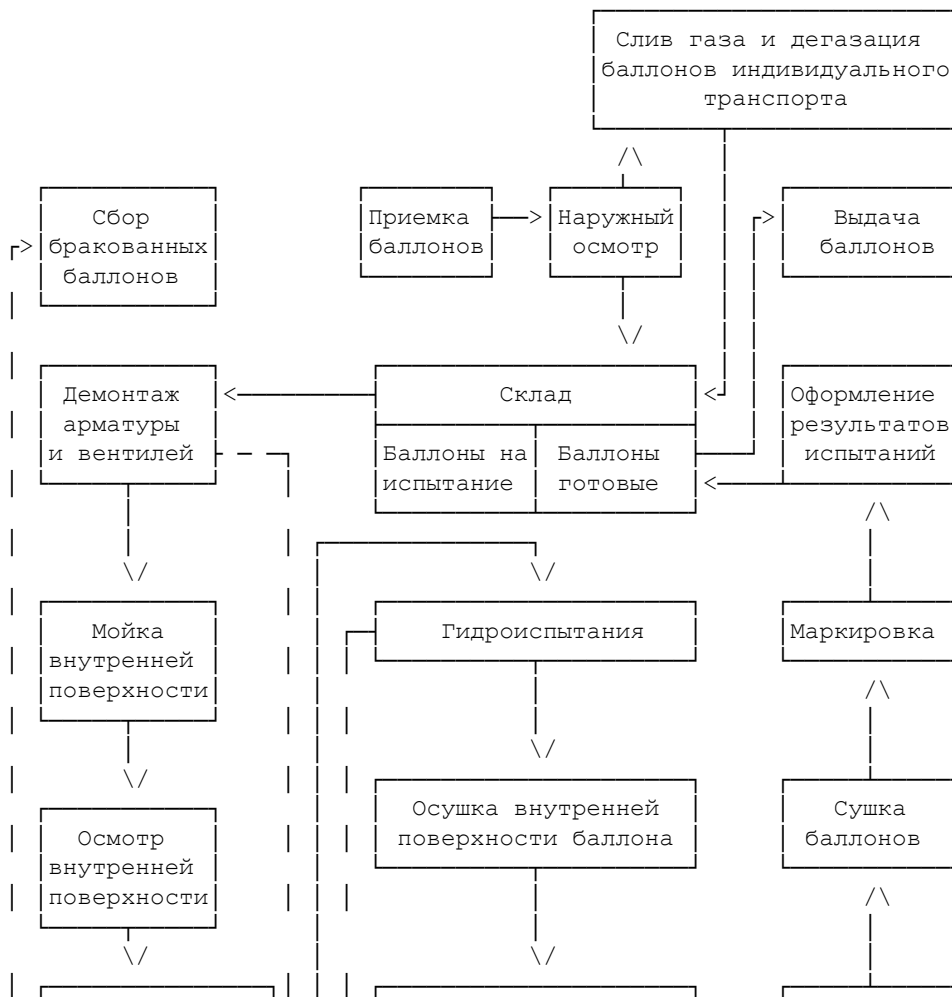 Слив газа и дегазация
баллонов индивидуального
транспорта
Сбор
бракованных
баллонов
Приемка
баллонов
Наружный
осмотр
Выдача
баллонов
Демонтаж
арматуры
и вентилей
Склад
Баллоны на
испытание
Баллоны
готовые
Оформление
результатов
испытаний
Мойка
внутренней
поверхности
Гидроиспытания
Маркировка
Осмотр
внутренней
поверхности
Осушка внутренней
поверхности баллона
Сушка
баллонов